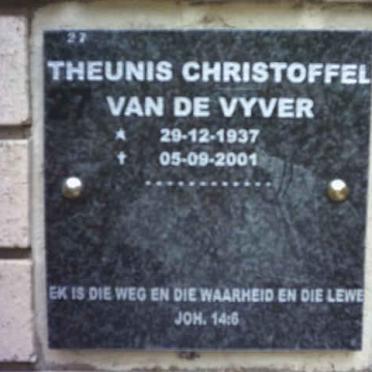 27
THEUNIS CHRISTOFFEL
VAN DE VYVER
★ 29-12-1937
✝ 05-09-2001
------------
EK IS DIE WEG EN DIE WAARHEID EN DIE LEWE
JOH. 14:6